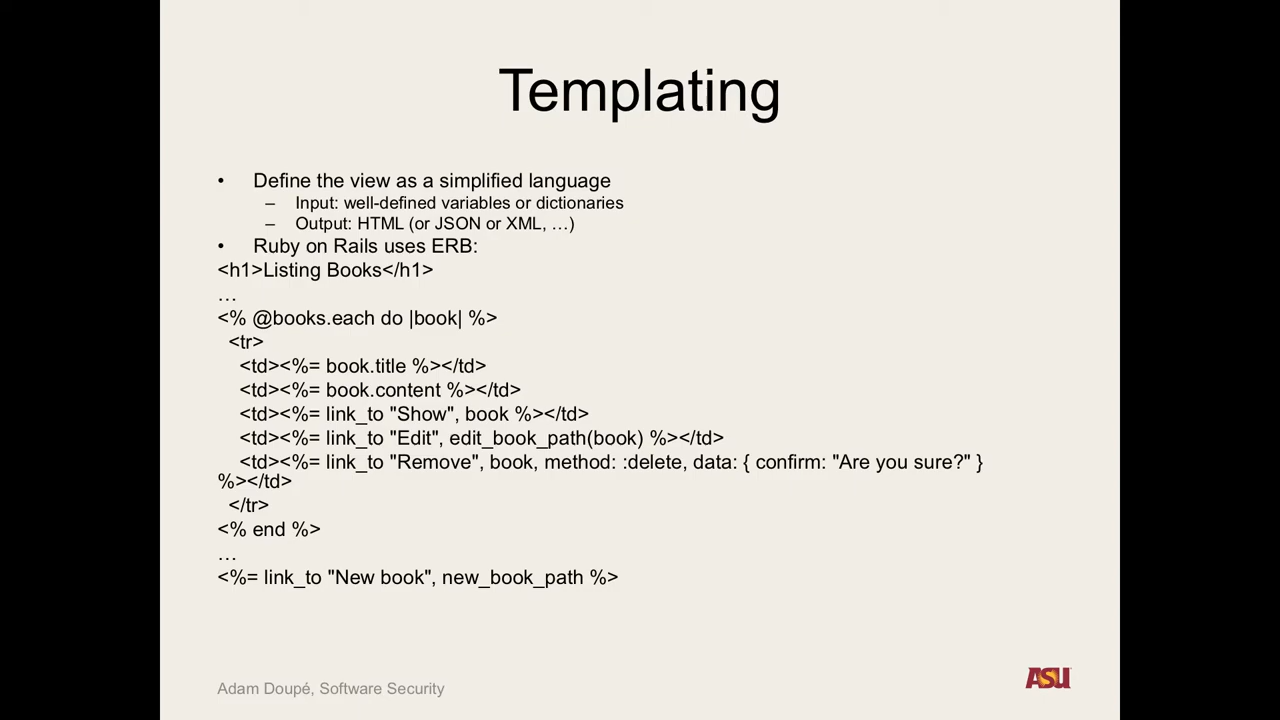 Templating
• Define the view as a simplified language
– Input: well-defined variables or dictionaries
– Output: HTML (or JSON or XML, …)
• Ruby on Rails uses ERB:
<h1>Listing Books</h1>
…
<% @books.each do |book| %>
  <tr>
    <td><%= book.title %></td>
    <td><%= book.content %></td>
    <td><%= link_to "Show", book %></td>
    <td><%= link_to "Edit", edit_book_path(book) %></td>
    <td><%= link_to "Remove", book, method: :delete, data: { confirm: "Are you sure?" }
%></td>
  </tr>
<% end %>
…
<%= link_to "New book", new_book_path %>
Adam Doupé, Software Security
ASU